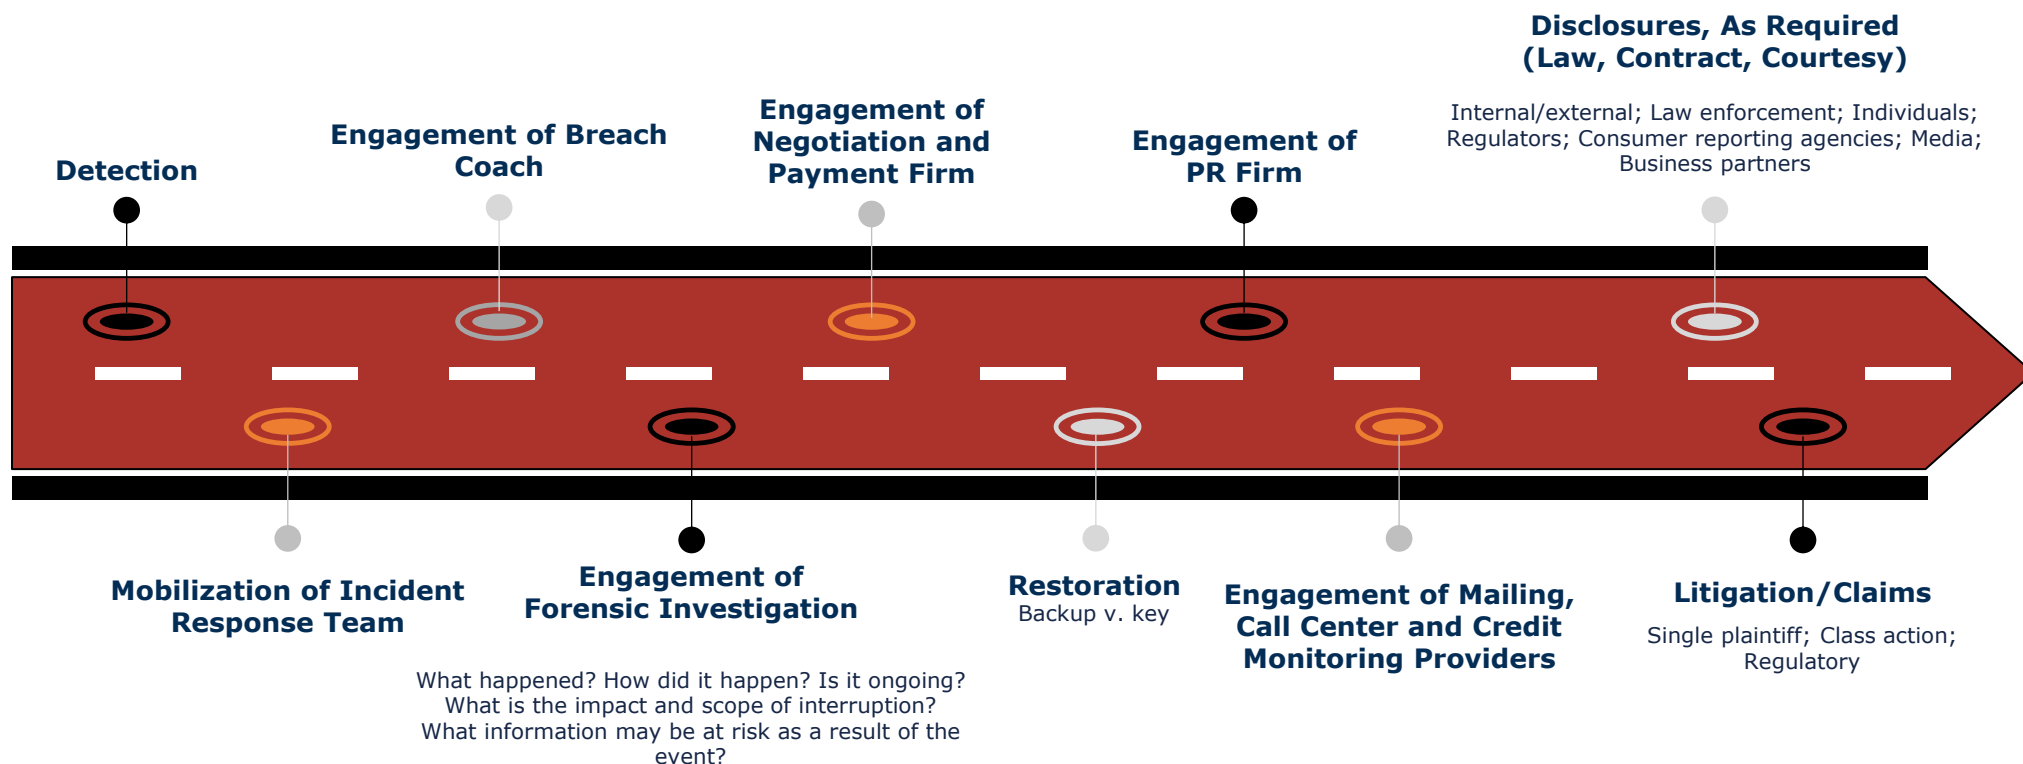 Detection
Mobilization of Incident
Response Team
Engagement of Breach
Coach
Engagement of
Forensic Investigation
What happened? How did it happen? Is it ongoing?
What is the impact and scope of interruption?
What information may be at risk as a result of the
event?
Engagement of
Negotiation and
Payment Firm
Restoration
Backup v. key
Engagement of
PR Firm
Engagement of Mailing,
Call Center and Credit
Monitoring Providers
Disclosures, As Required
(Law, Contract, Courtesy)
Internal/external; Law enforcement; Individuals;
Regulators; Consumer reporting agencies; Media;
Business partners
Litigation/Claims
Single plaintiff; Class action;
Regulatory